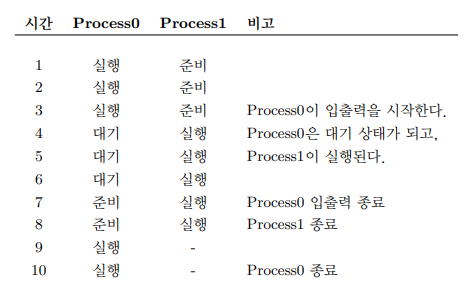 시간 Process0 Process1 비고
1 실행 준비
2 실행 준비
3 실행 준비 Process0이 입출력을 시작한다.
4 대기 실행 Process0은 대기 상태가 되고,
5 대기 실행 Process1이 실행된다.
6 대기 실행
7 준비 실행 Process0 입출력 종료
8 준비 실행 Process1 종료
9 실행 -
10 실행 - Process0 종료